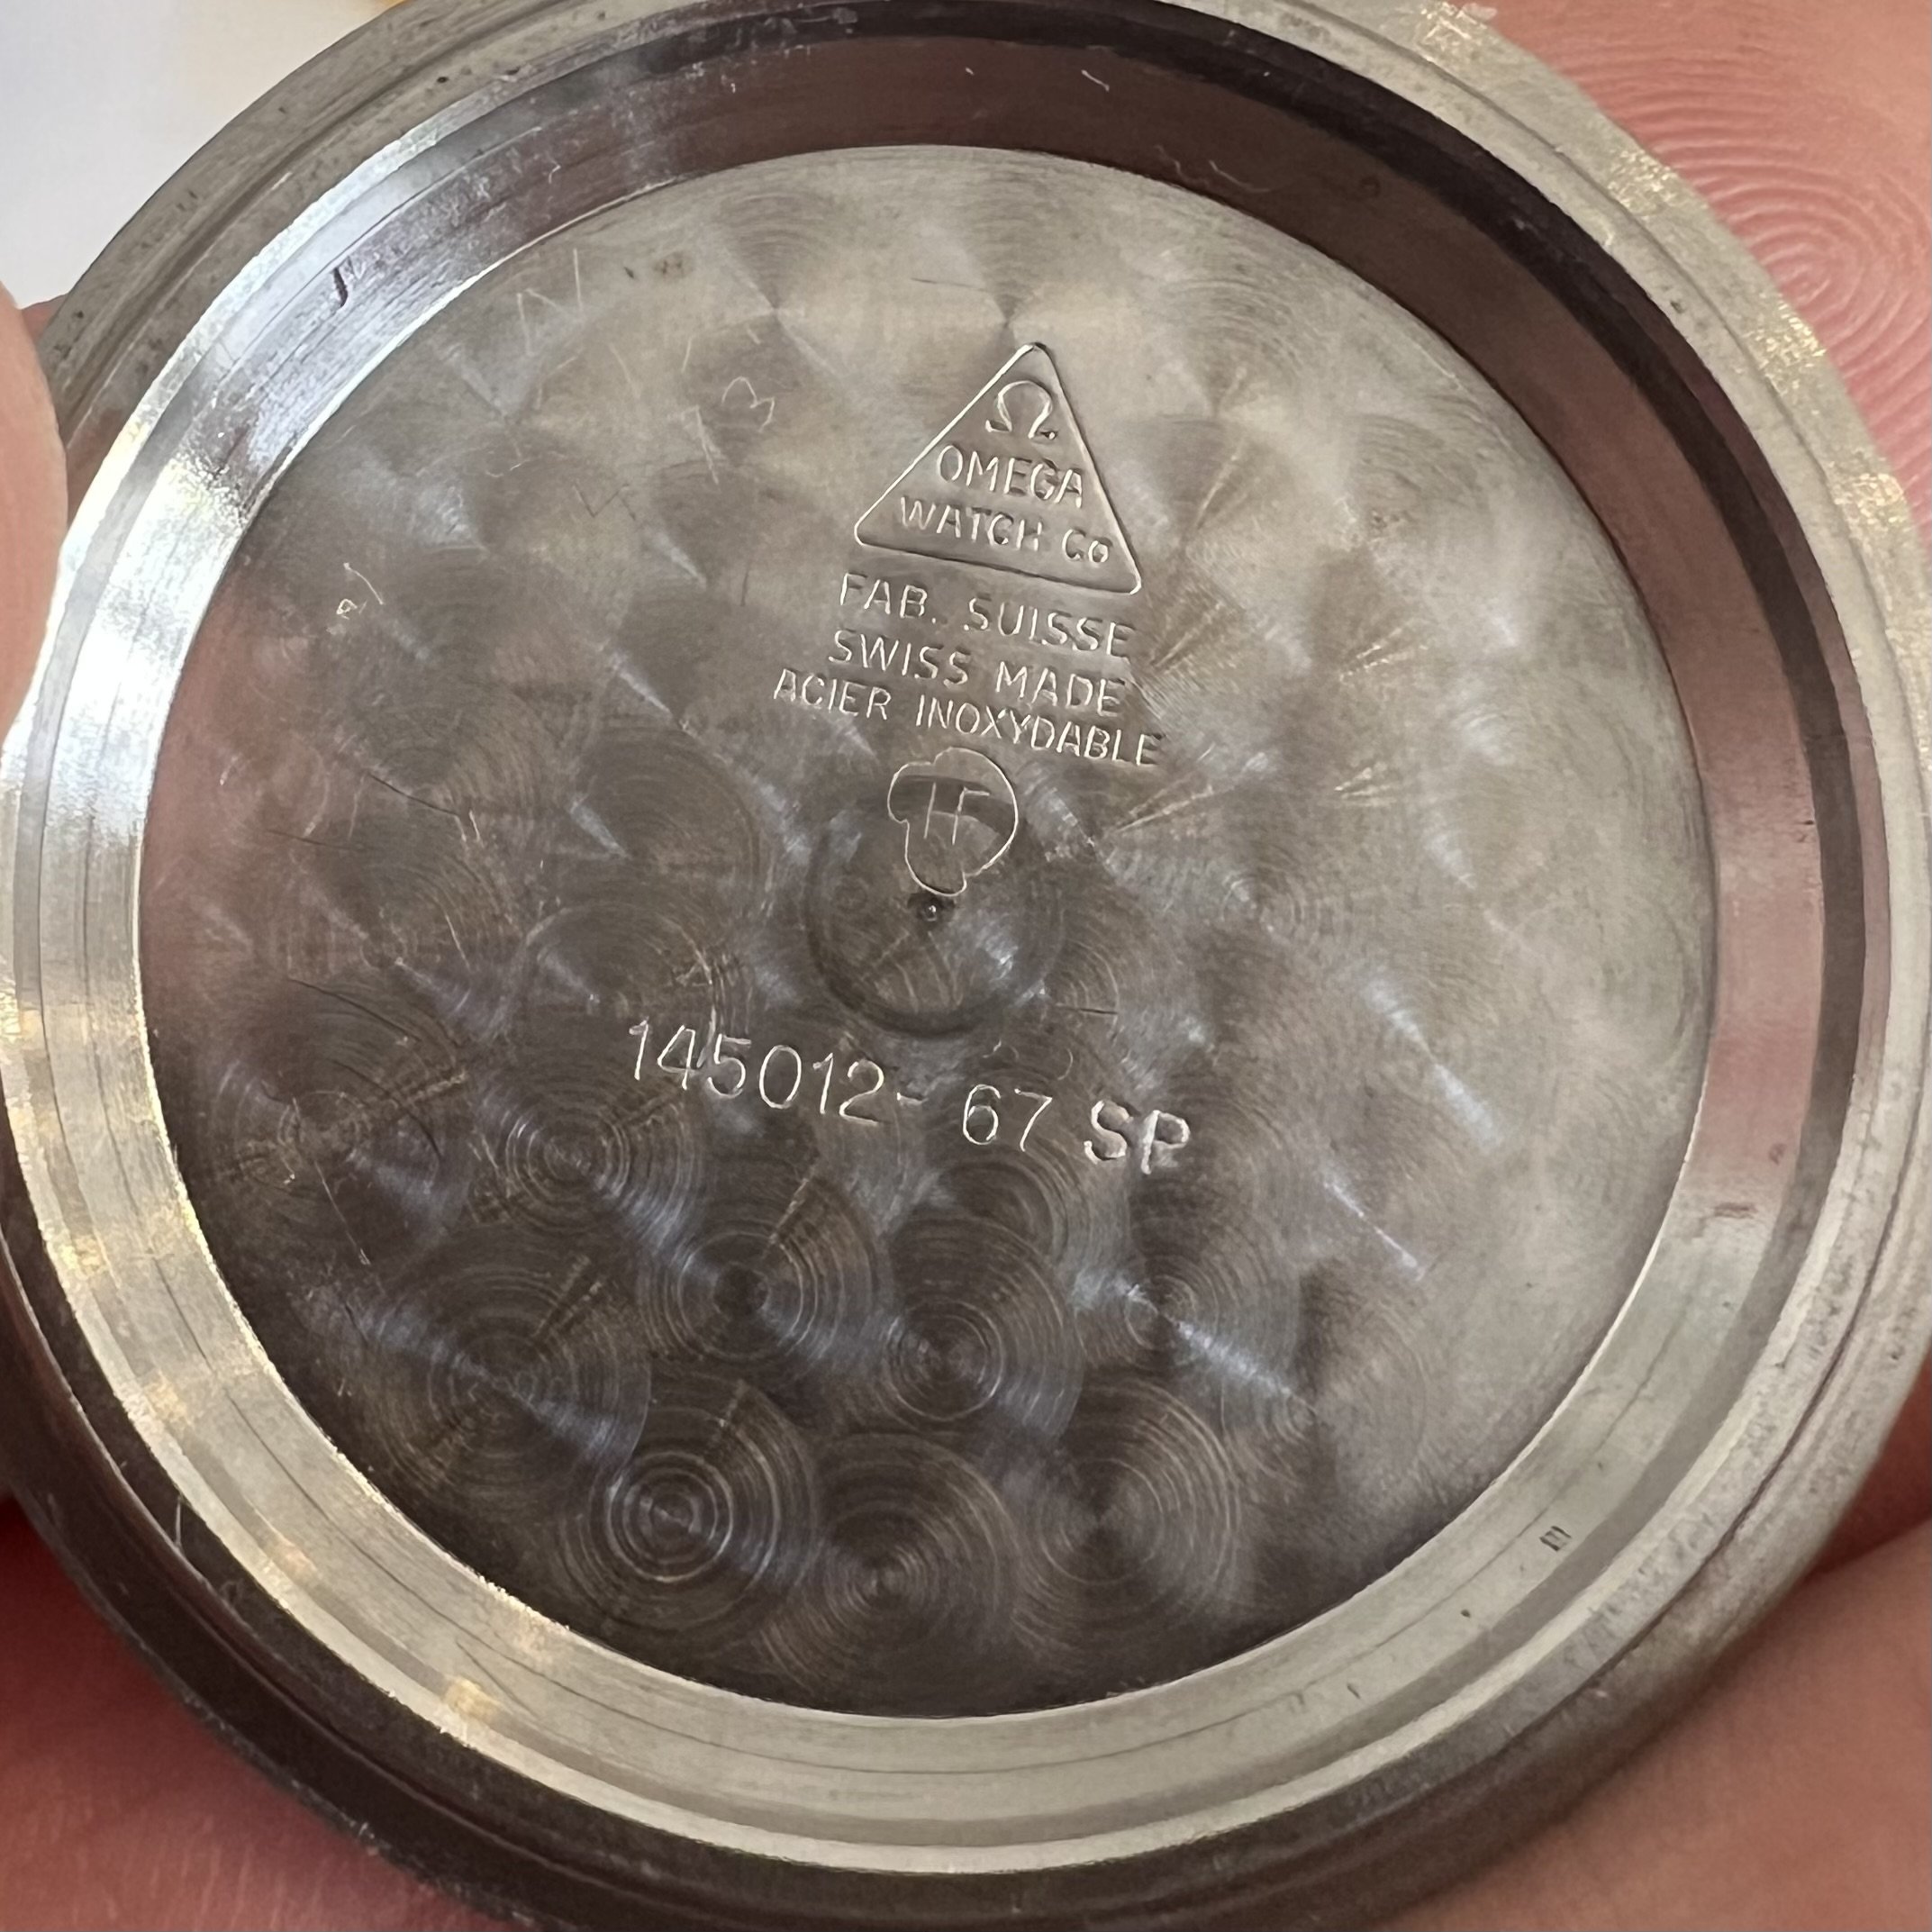 Ω
OMEGA
WATCH Co
FAB. SUISSE
SWISS MADE
ACIER INOXYDABLE
HF
145012- 67 SP